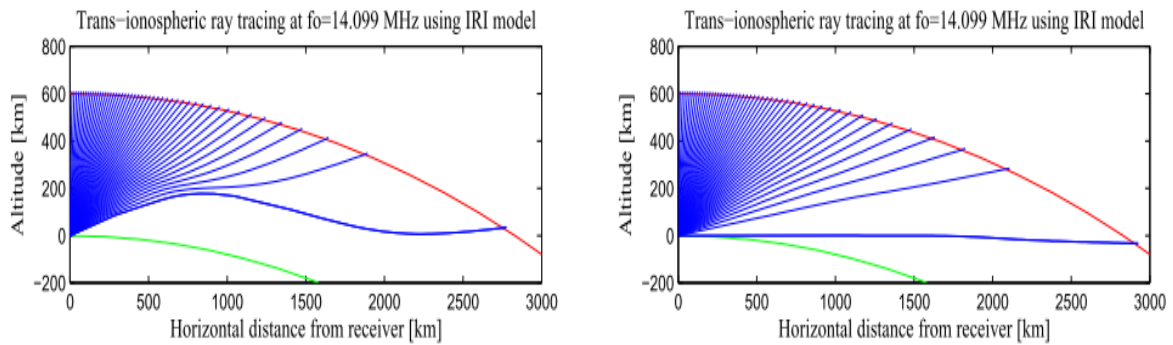 Trans−ionospheric ray tracing at fo=14.099 MHz using IRI model
800
600
400
200
0
−200
Altitude [km]
0 500 1000 1500 2000 2500 3000
Horizontal distance from receiver [km]
Trans−ionospheric ray tracing at fo=14.099 MHz using IRI model
800
600
400
200
0
−200
Altitude [km]
0 500 1000 1500 2000 2500 3000
Horizontal distance from receiver [km]